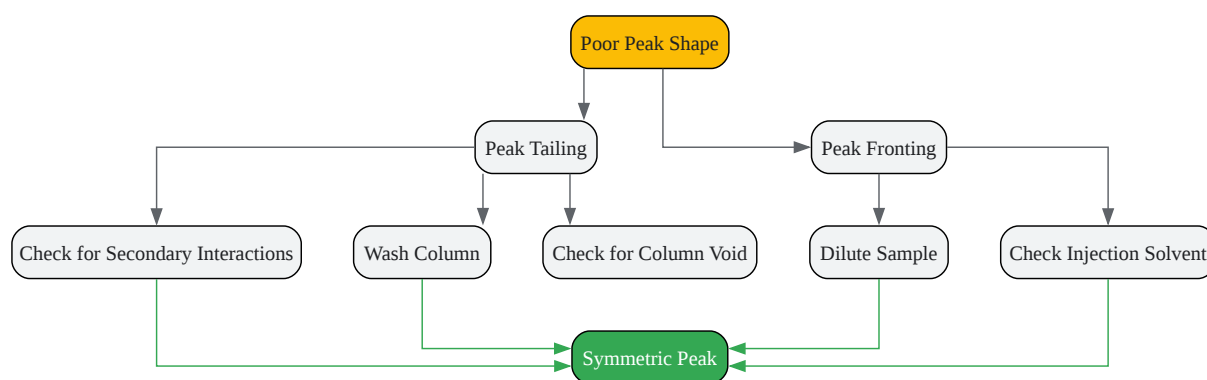 Poor Peak Shape
Peak Tailing
Peak Fronting
Check for Secondary Interactions
Wash Column
Check for Column Void
Dilute Sample
Check Injection Solvent
Symmetric Peak